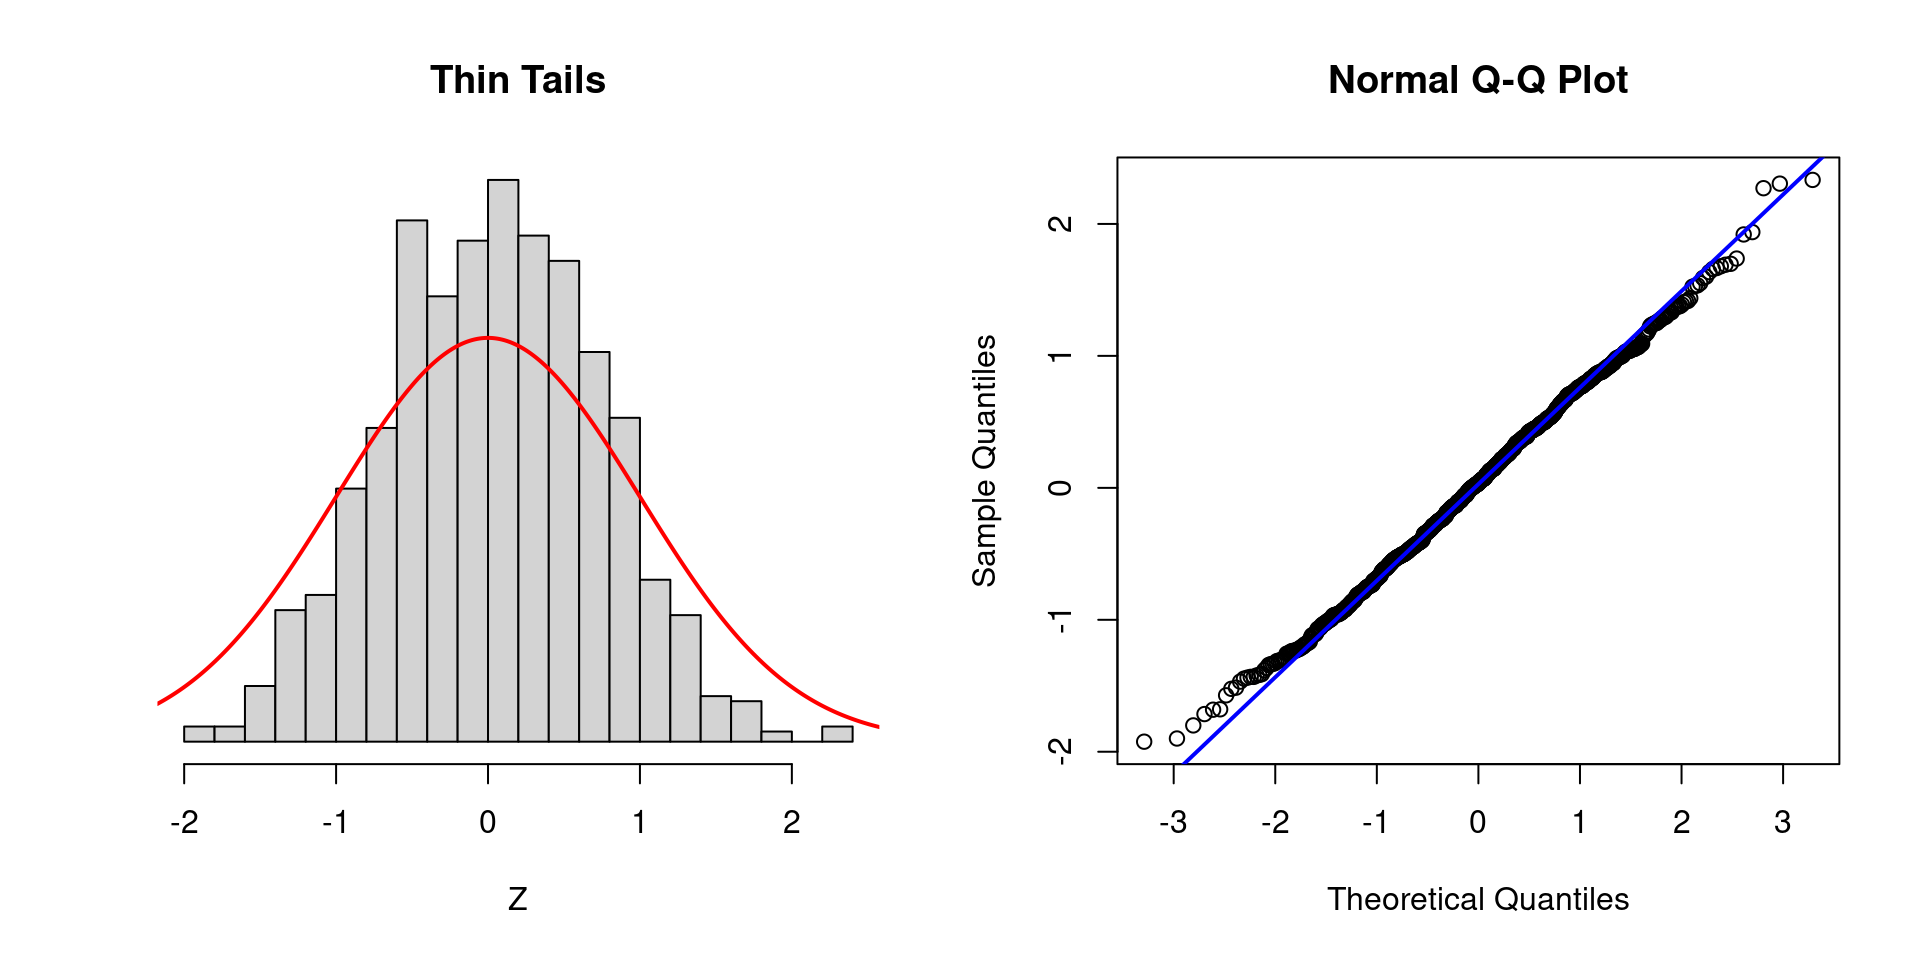 Thin Tails
-2 -1 0 1 2
Z
Normal Q-Q Plot
Sample Quantiles
2
1
0
-1
-2
-3 -2 -1 0 1 2 3
Theoretical Quantiles